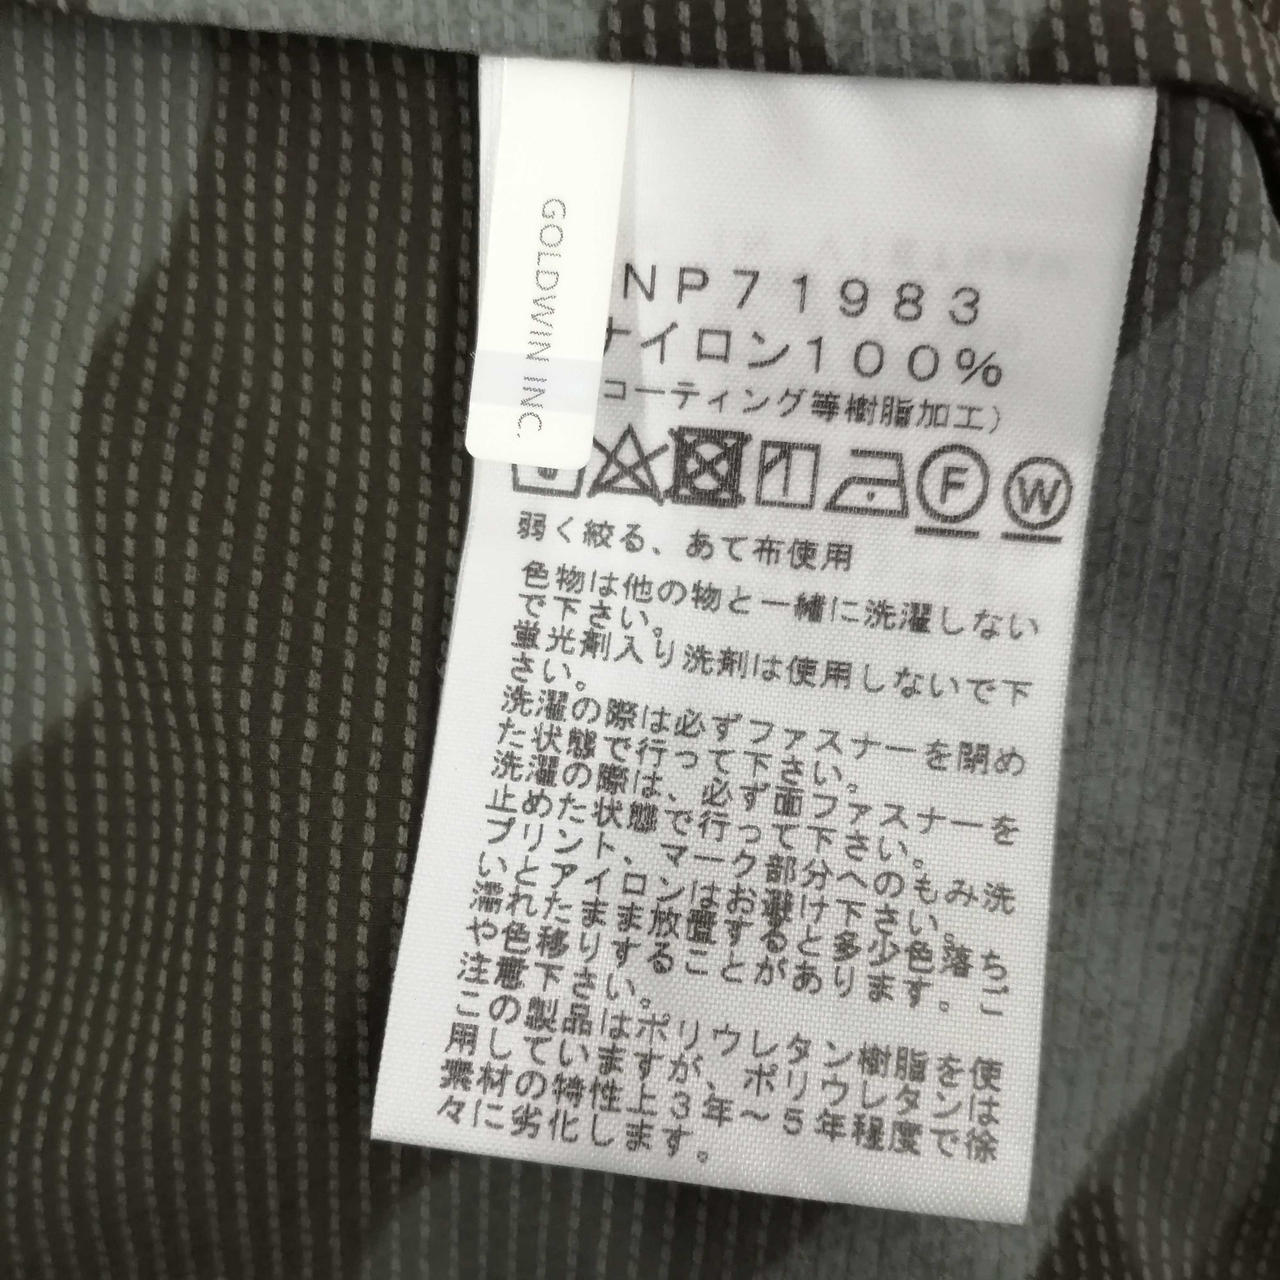 GOLDWIN INC.
NP71983
ナイロン100%
コーティング等樹脂加工)
F W
弱く絞る、あて布使用
色物は他の物と一緒に洗濯しない
で下さい。
蛍光剤入り洗剤は使用しないで下
さい。
洗濯の際は必ずファスナーを閉め
た状態で行って下さい。
洗濯の際は、必ず面ファスナーを
止めた状態で行って下さい。
プリント、マーク部分へのもみ洗
いとアイロンはお避け下さい。
濡れたまま放置すると多少色落ち
や色移りすることがあります。ご
注意下さい。
この製品はポリウレタン樹脂を使
用していますが、ポリウレタンは
素材の特性上3年～5年程度で徐
々に劣化します。